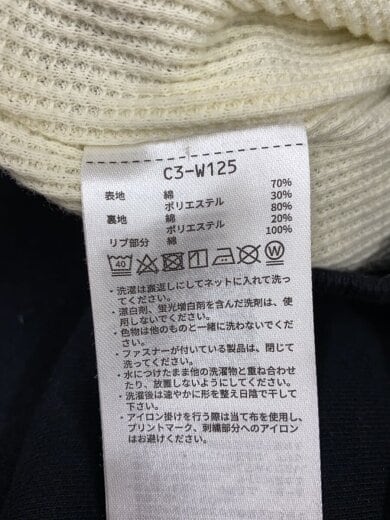 C3-W125
表地 綿 70%
ポリエステル 30%
裏地 綿 80%
ポリエステル 20%
リブ部分 綿 100%
40 W
・洗濯は裏返しにしてネットに入れて洗っ
てください。
・漂白剤、蛍光増白剤を含んだ洗剤は、使
用しないでください。
・色物は他のものと一緒に洗わないでくだ
さい。
・ファスナーが付いている製品は、閉じて
洗ってください。
・水につけたまま他の洗濯物と重ね合わせ
たり、放置しないようにしてください。
・洗濯後は速やかに形を整え日陰で干して
下さい。
・アイロン掛けを行う際は当て布を使用し、
プリントマーク、刺繍部分へのアイロン
はお避けください。